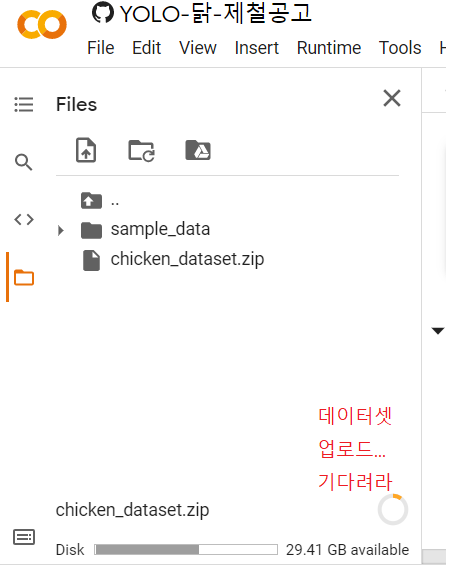 YOLO-닭-제철공고
File Edit View Insert Runtime Tools H
Files
..
sample_data
chicken_dataset.zip
데이터셋
업로드...
기다려라
chicken_dataset.zip
Disk 29.41 GB available